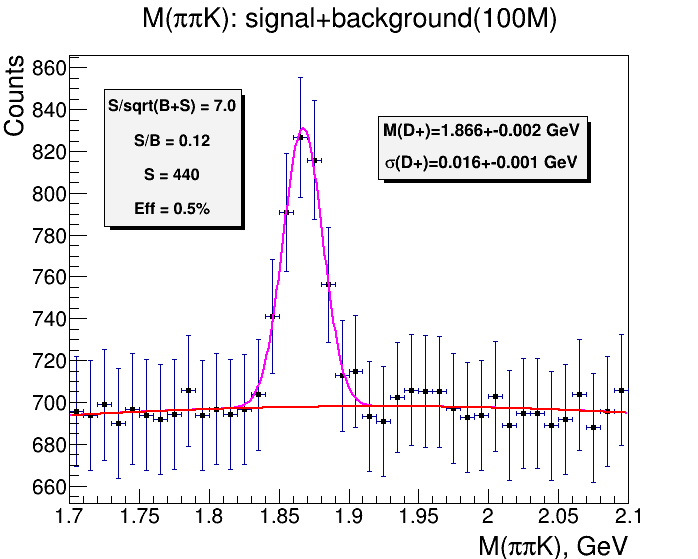 M(ππK): signal+background(100M)
Counts
860
840
820
800
780
760
740
720
700
680
660
S/sqrt(B+S) = 7.0
S/B = 0.12
S = 440
Eff = 0.5%
M(D+)=1.866+-0.002 GeV
σ(D+)=0.016+-0.001 GeV
1.7 1.75 1.8 1.85 1.9 1.95 2 2.05 2.1
M(ππK), GeV